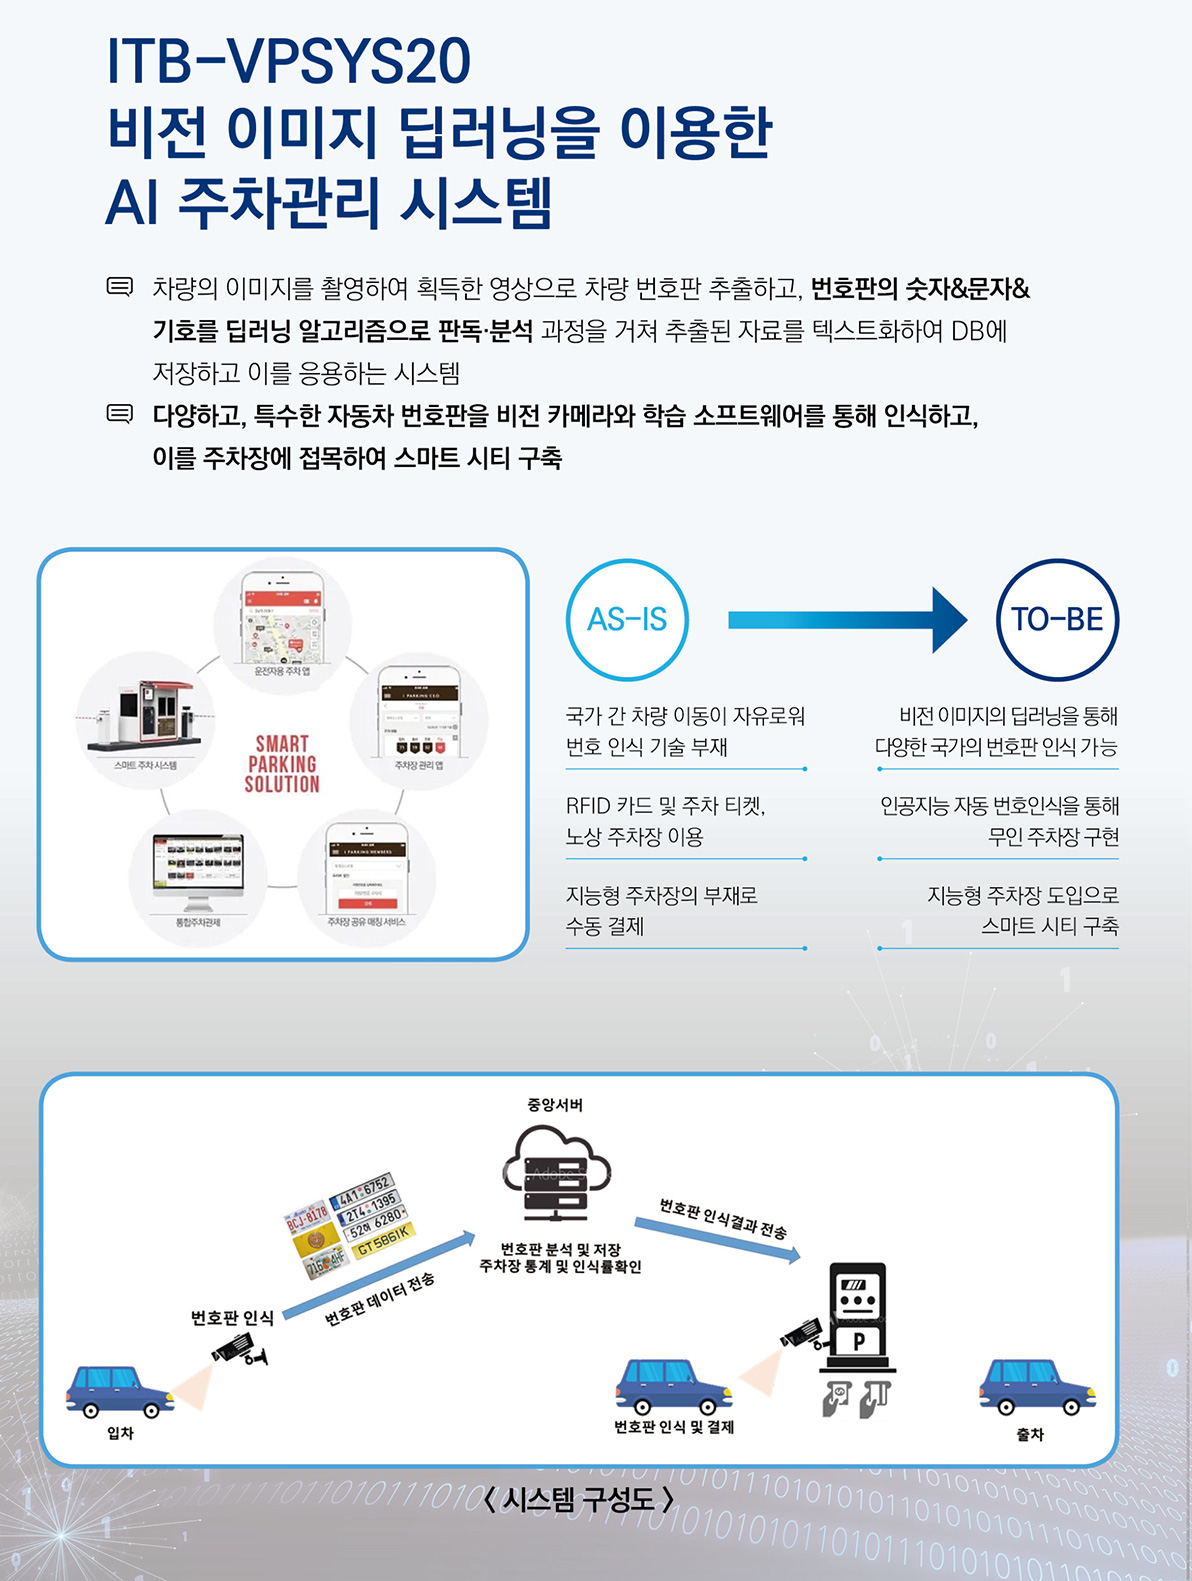 ITB-VPSYS20
비전 이미지 딥러닝을 이용한
AI 주차관리 시스템
차량의 이미지를 촬영하여 획득한 영상으로 차량 번호판 추출하고, 번호판의 숫자&문자&
기호를 딥러닝 알고리즘으로 판독·분석 과정을 거쳐 추출된 자료를 텍스트화하여 DB에
저장하고 이를 응용하는 시스템
다양하고, 특수한 자동차 번호판을 비전 카메라와 학습 소프트웨어를 통해 인식하고,
이를 주차장에 접목하여 스마트 시티 구축
운전자용 주차 앱
스마트 주차 시스템
SMART
PARKING
SOLUTION
I PARKING CEO
주차장 관리 앱
통합주차관제
I PARKING MEMBERS
주차장 공유 매칭 서비스
AS-IS
TO-BE
국가 간 차량 이동이 자유로워
번호 인식 기술 부재
비전 이미지의 딥러닝을 통해
다양한 국가의 번호판 인식 가능
RFID 카드 및 주차 티켓,
노상 주차장 이용
인공지능 자동 번호인식을 통해
무인 주차장 구현
지능형 주차장의 부재로
수동 결제
지능형 주차장 도입으로
스마트 시티 구축
중앙서버
번호판 분석 및 저장
주차장 통계 및 인식률확인
BCJ-8178
4A1 6752
2T4 1395
52허 6280
GT5861K
716 4HF
번호판 인식
번호판 데이터 전송
번호판 인식결과 전송
P
입차
번호판 인식 및 결제
출차
< 시스템 구성도 >